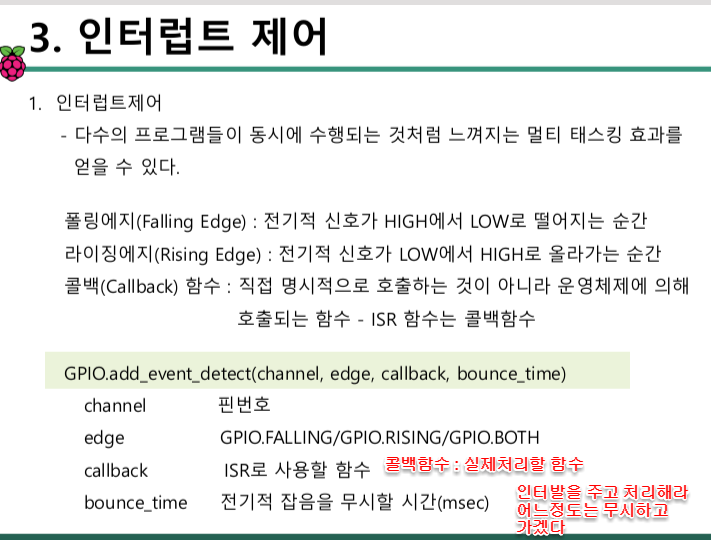 3. 인터럽트 제어
1. 인터럽트제어
- 다수의 프로그램들이 동시에 수행되는 것처럼 느껴지는 멀티 태스킹 효과를
얻을 수 있다.
폴링에지(Falling Edge) : 전기적 신호가 HIGH에서 LOW로 떨어지는 순간
라이징에지(Rising Edge) : 전기적 신호가 LOW에서 HIGH로 올라가는 순간
콜백(Callback) 함수 : 직접 명시적으로 호출하는 것이 아니라 운영체제에 의해
호출되는 함수 - ISR 함수는 콜백함수
GPIO.add_event_detect(channel, edge, callback, bounce_time)
channel 핀번호
edge GPIO.FALLING/GPIO.RISING/GPIO.BOTH
callback ISR로 사용할 함수 콜백함수 : 실제처리할 함수
bounce_time 전기적 잡음을 무시할 시간(msec)
인터발을 주고 처리해라
어느정도는 무시하고
가겠다